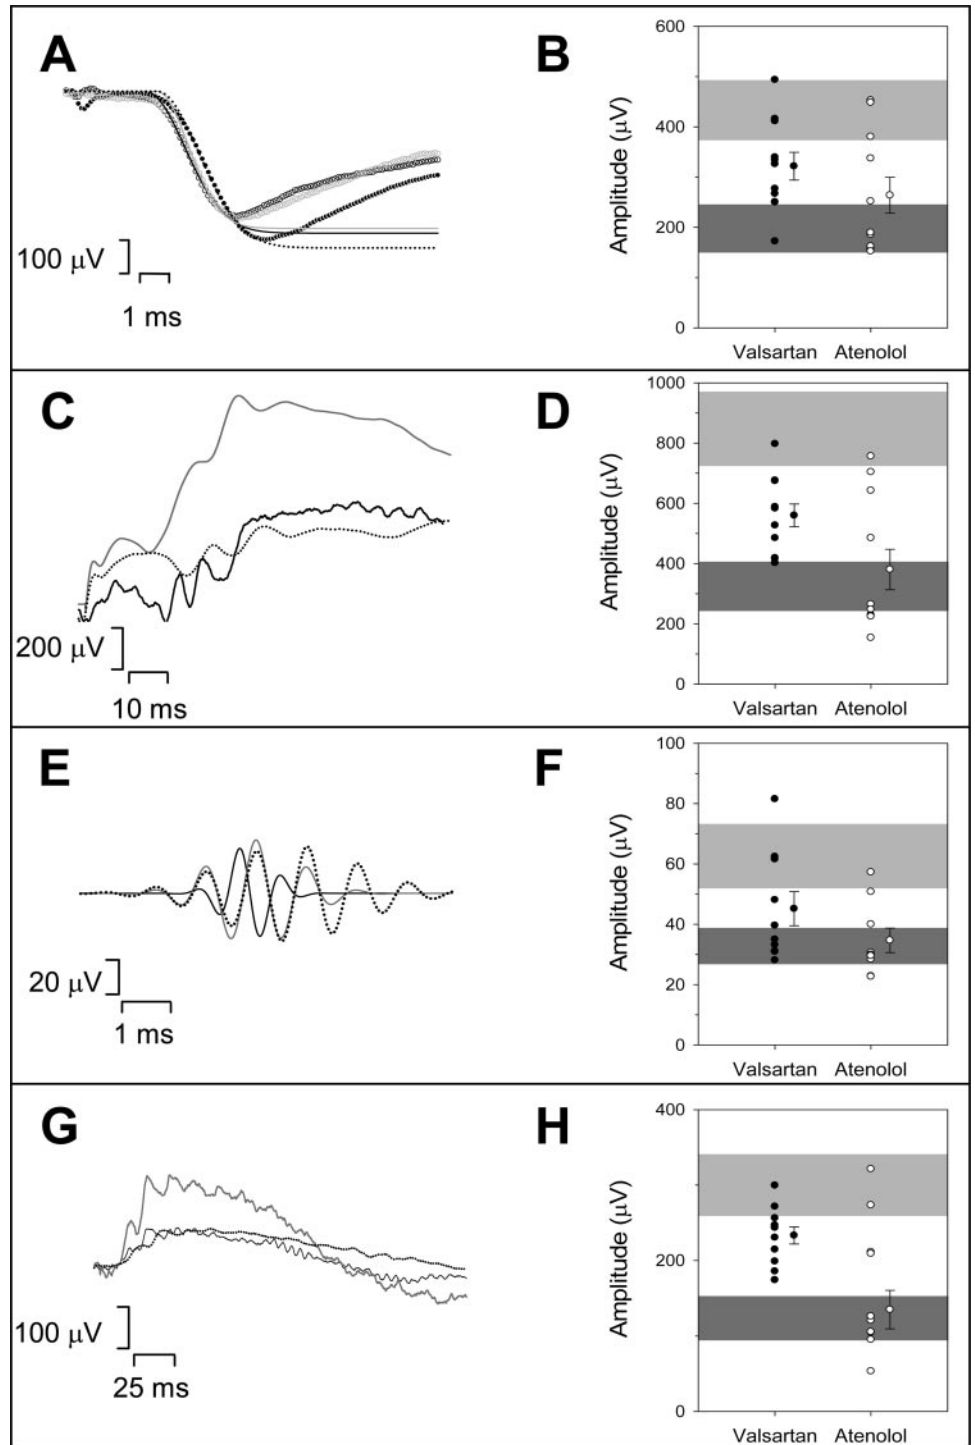 A
100 μV
1 ms
B
Amplitude (μV)
600
400
200
0
Valsartan Atenolol
C
200 μV
10 ms
D
Amplitude (μV)
1000
800
600
400
200
0
Valsartan Atenolol
E
20 μV
1 ms
F
Amplitude (μV)
100
80
60
40
20
0
Valsartan Atenolol
G
100 μV
25 ms
H
Amplitude (μV)
400
200
0
Valsartan Atenolol